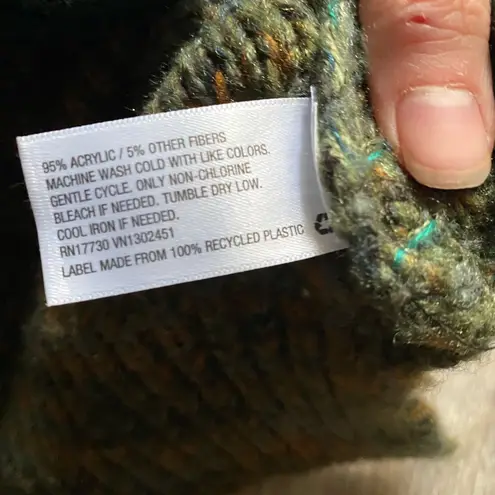 95% ACRYLIC / 5% OTHER FIBERS
MACHINE WASH COLD WITH LIKE COLORS.
GENTLE CYCLE. ONLY NON-CHLORINE
BLEACH IF NEEDED. TUMBLE DRY LOW.
COOL IRON IF NEEDED.
RN17730 VN1302451
LABEL MADE FROM 100% RECYCLED PLASTIC